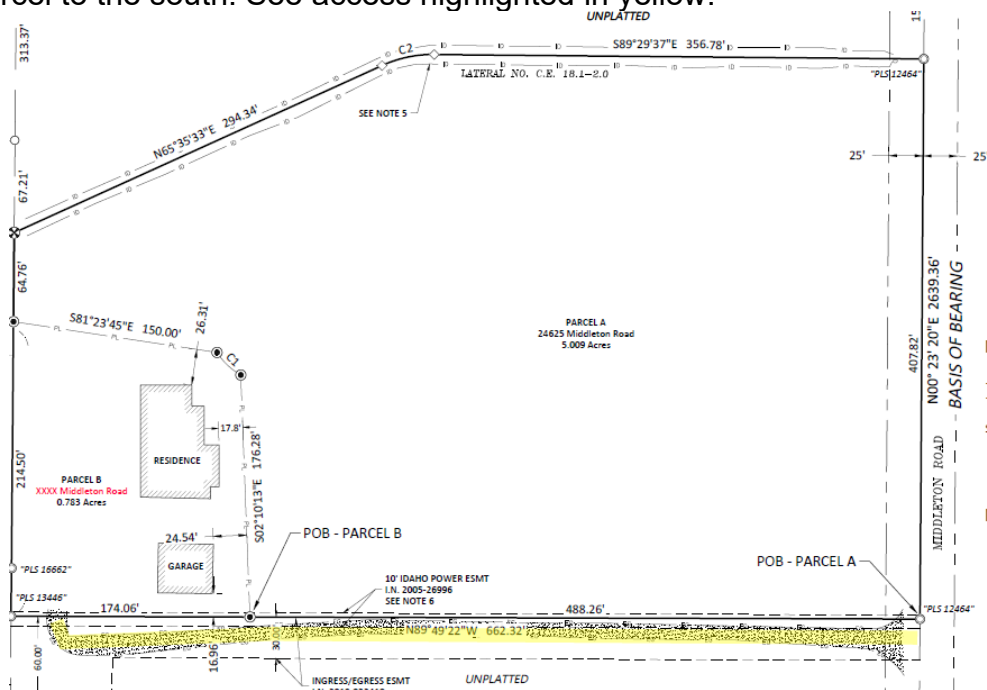 rcel to the south. See access highlighted in yellow.
UNPLATTED
15
313.37'
C2
S89°29'37"E 356.78'
LATERAL NO. C.E. 18.1-2.0
"PLS 12464"
SEE NOTE 5
N65°35'33"E 294.34'
25'
25'
67.21'
64.76'
S81°23'45"E 150.00'
26.31'
C1
PARCEL A
24625 Middleton Road
5.009 Acres
407.82'
N00° 23' 20"E 2639.36'
BASIS OF BEARING
MIDDLETON ROAD
17.8'
RESIDENCE
214.50'
PARCEL B
XXXX Middleton Road
0.783 Acres
S02°10'13"E 176.28'
24.54'
GARAGE
POB - PARCEL B
POB - PARCEL A
"PLS 16662"
"PLS 13446"
10' IDAHO POWER ESMT
I.N. 2005-26996
SEE NOTE 6
174.06'
488.26'
"PLS 12464"
N89°49'22"W 662.32'
60.00'
16.96'
30.00'
INGRESS/EGRESS ESMT
UNPLATTED